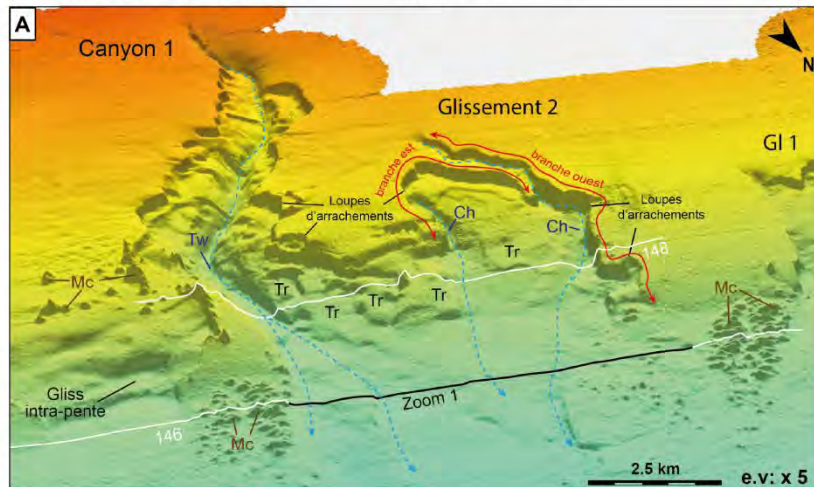 A
Canyon 1
N
Glissement 2
Gl 1
branche est
branche ouest
Loupes
d'arrachements
Loupes
d'arrachements
Ch
Ch
Tw
Tr
148
Mc
Tr
Tr
Tr
Tr
Tr
Mc
Gliss
intra-pente
Zoom 1
146
Mc
2.5 km
e.v: x 5